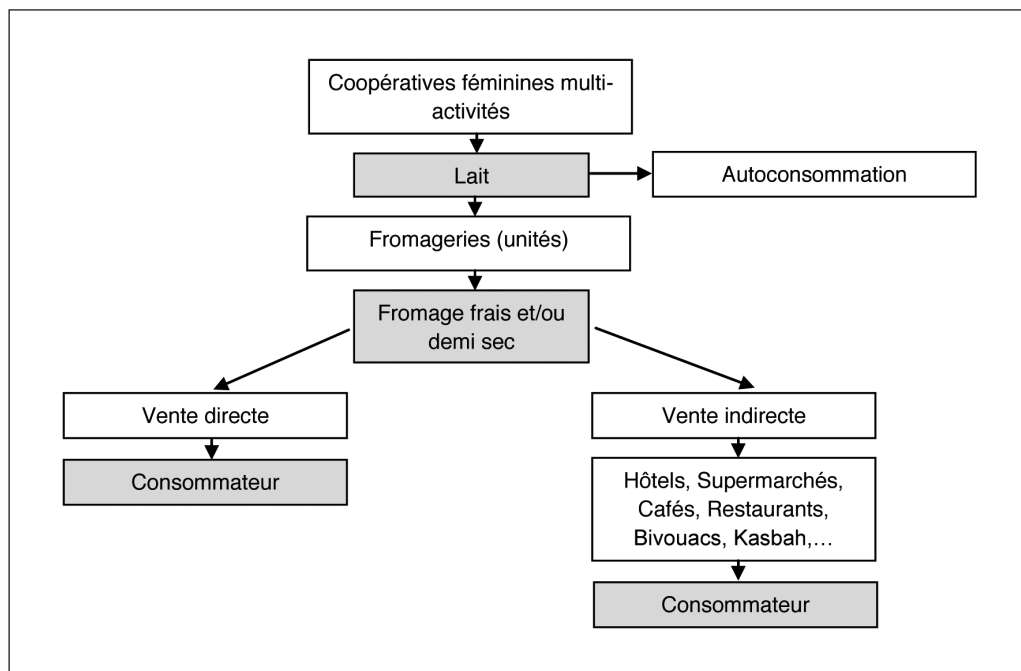 Coopératives féminines multi-
activités
Lait
Autoconsommation
Fromageries (unités)
Fromage frais et/ou
demi sec
Vente directe
Vente indirecte
Consommateur
Hôtels, Supermarchés,
Cafés, Restaurants,
Bivouacs, Kasbah,…
Consommateur